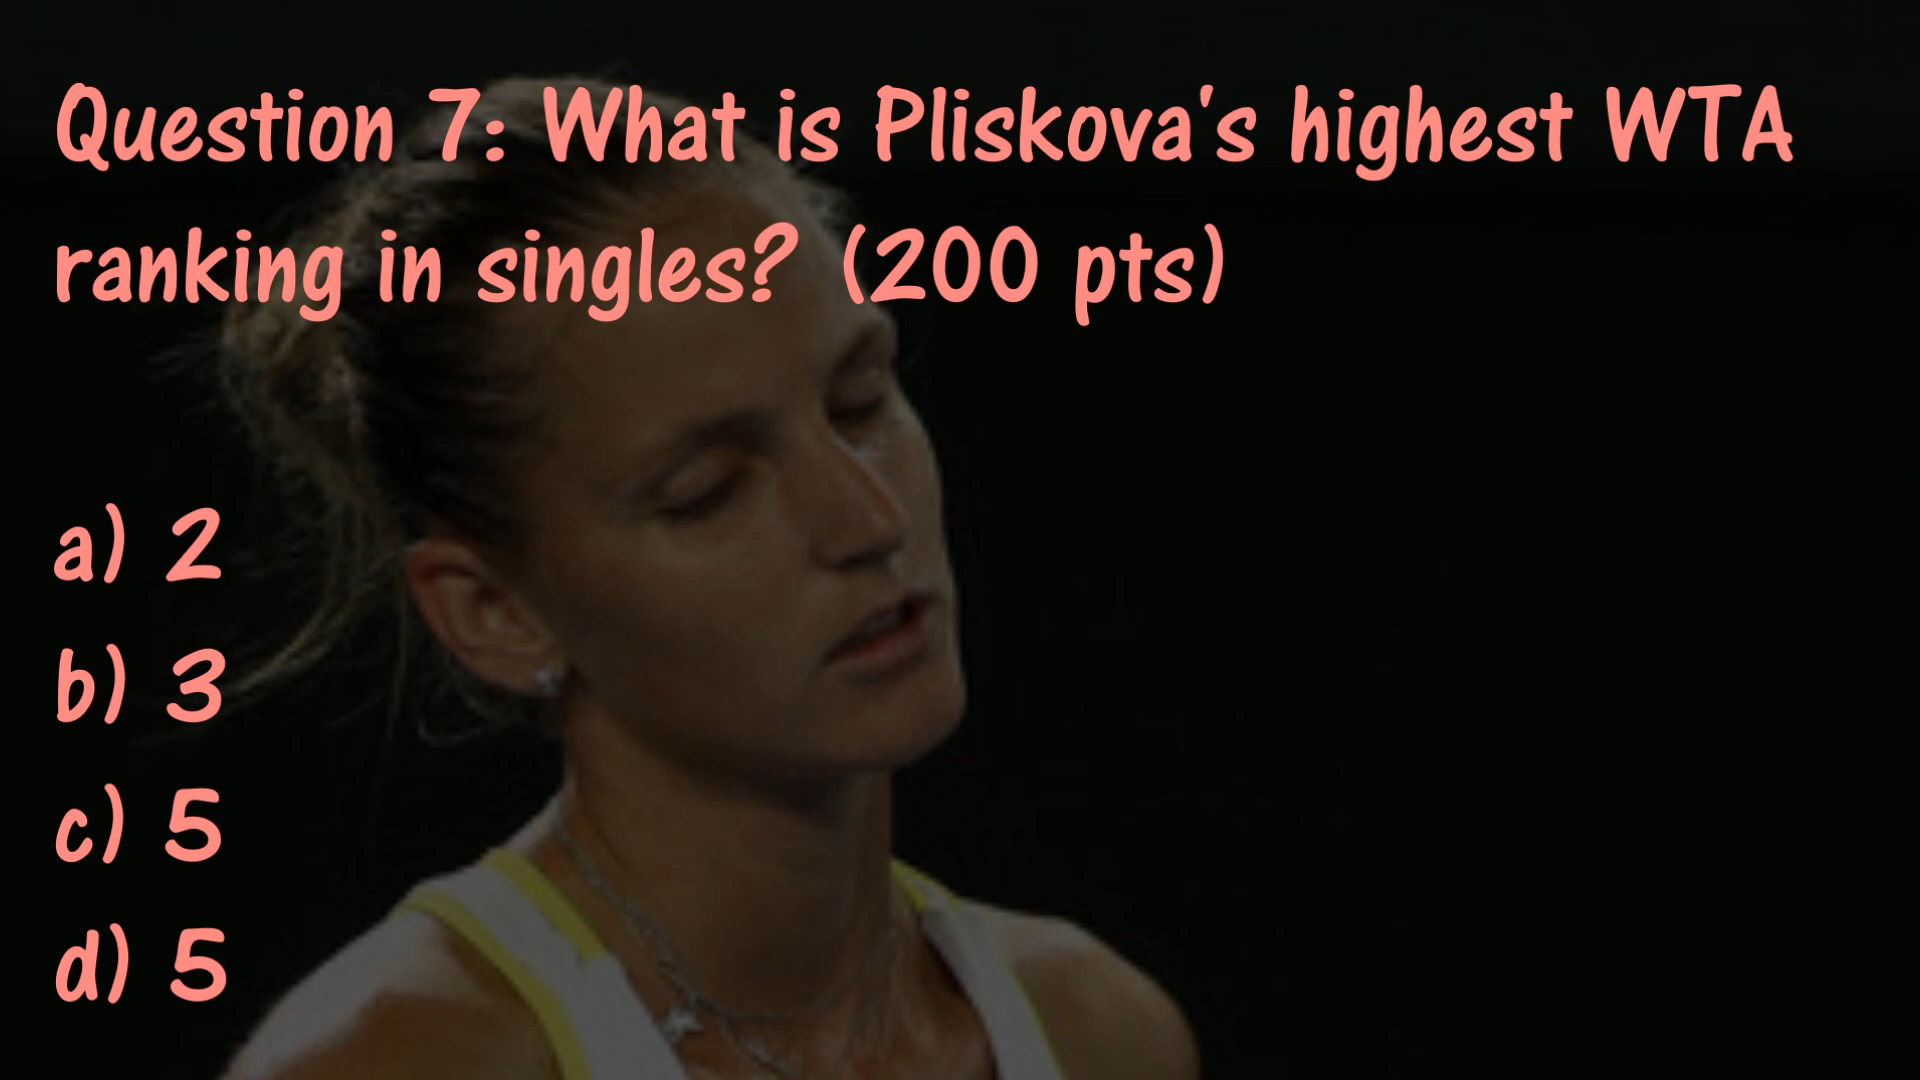 Question 7: What is Pliskova's highest WTA
ranking in singles? (200 pts)
a) 2
b) 3
c) 5
d) 5